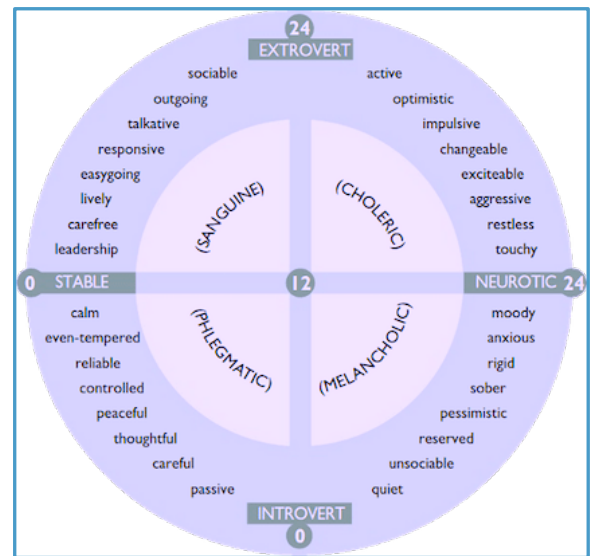 24
EXTROVERT
sociable
active
outgoing
optimistic
talkative
impulsive
responsive
changeable
easygoing
exciteable
lively
aggressive
carefree
restless
leadership
touchy
(SANGUINE)
(CHOLERIC)
0 STABLE
12
NEUROTIC 24
calm
moody
even-tempered
anxious
reliable
rigid
controlled
sober
peaceful
pessimistic
thoughtful
reserved
careful
unsociable
passive
quiet
(PHLEGMATIC)
(MELANCHOLIC)
INTROVERT
0